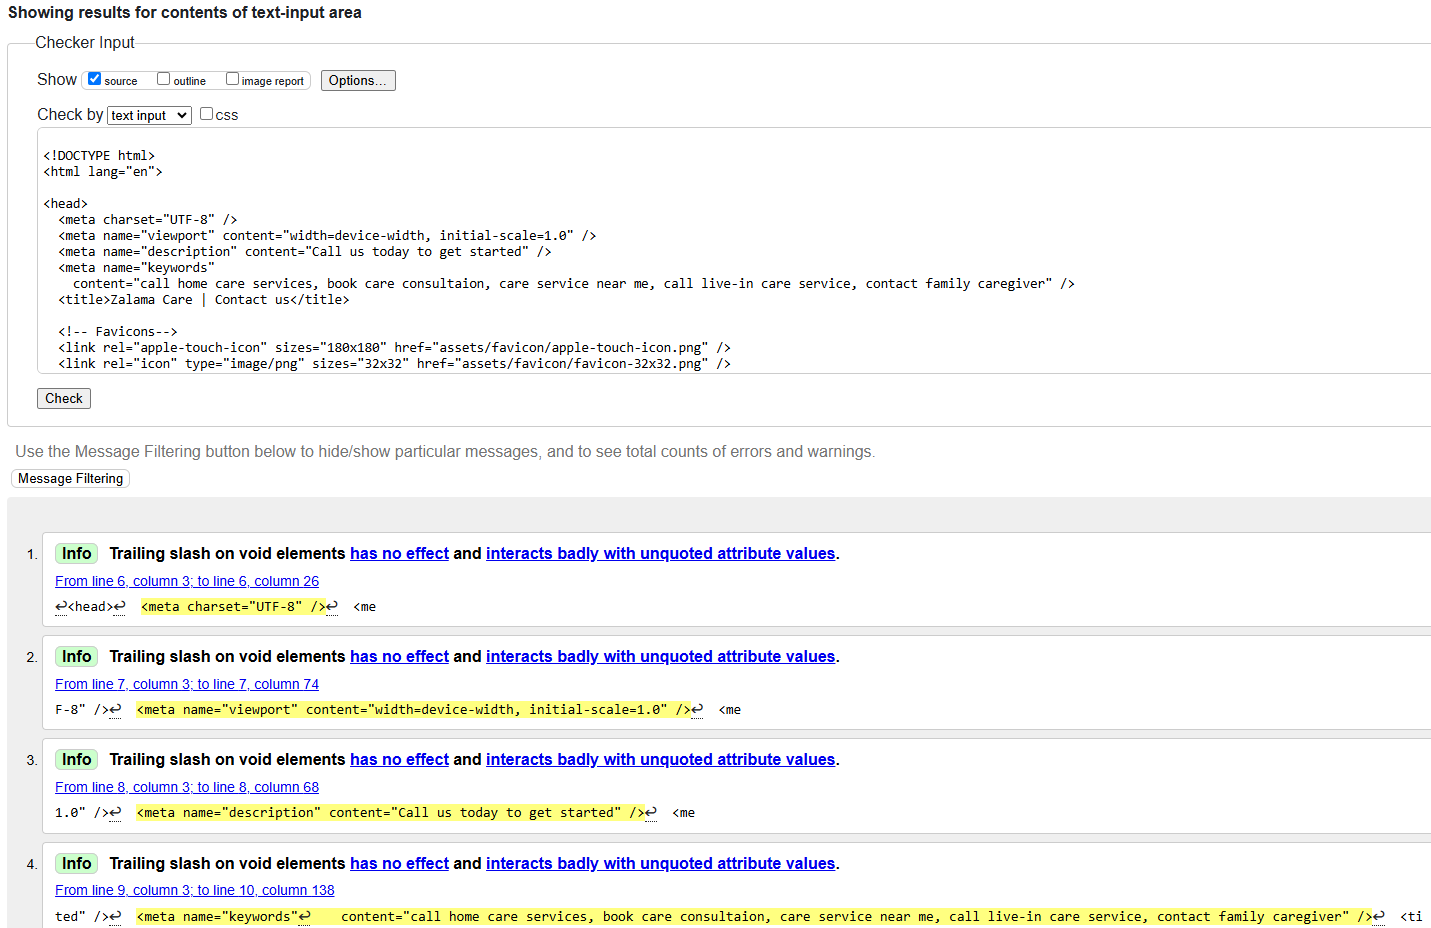 Showing results for contents of text-input area
Checker Input
Show source outline image report Options...
Check by text input css
<!DOCTYPE html>
<html lang="en">
<head>
<meta charset="UTF-8" />
<meta name="viewport" content="width=device-width, initial-scale=1.0" />
<meta name="description" content="Call us today to get started" />
<meta name="keywords"
content="call home care services, book care consultaion, care service near me, call live-in care service, contact family caregiver" />
<title>Zalama Care | Contact us</title>
<!-- Favicons-->
<link rel="apple-touch-icon" sizes="180x180" href="assets/favicon/apple-touch-icon.png" />
<link rel="icon" type="image/png" sizes="32x32" href="assets/favicon/favicon-32x32.png" />
Check
Use the Message Filtering button below to hide/show particular messages, and to see total counts of errors and warnings.
Message Filtering
1. Info Trailing slash on void elements has no effect and interacts badly with unquoted attribute values.
From line 6, column 3; to line 6, column 26
↩<head>↩ <meta charset="UTF-8" />↩ <me
2. Info Trailing slash on void elements has no effect and interacts badly with unquoted attribute values.
From line 7, column 3; to line 7, column 74
F-8" />↩ <meta name="viewport" content="width=device-width, initial-scale=1.0" />↩ <me
3. Info Trailing slash on void elements has no effect and interacts badly with unquoted attribute values.
From line 8, column 3; to line 8, column 68
1.0" />↩ <meta name="description" content="Call us today to get started" />↩ <me
4. Info Trailing slash on void elements has no effect and interacts badly with unquoted attribute values.
From line 9, column 3; to line 10, column 138
ted" />↩ <meta name="keywords"↩ content="call home care services, book care consultaion, care service near me, call live-in care service, contact family caregiver" />↩ <ti